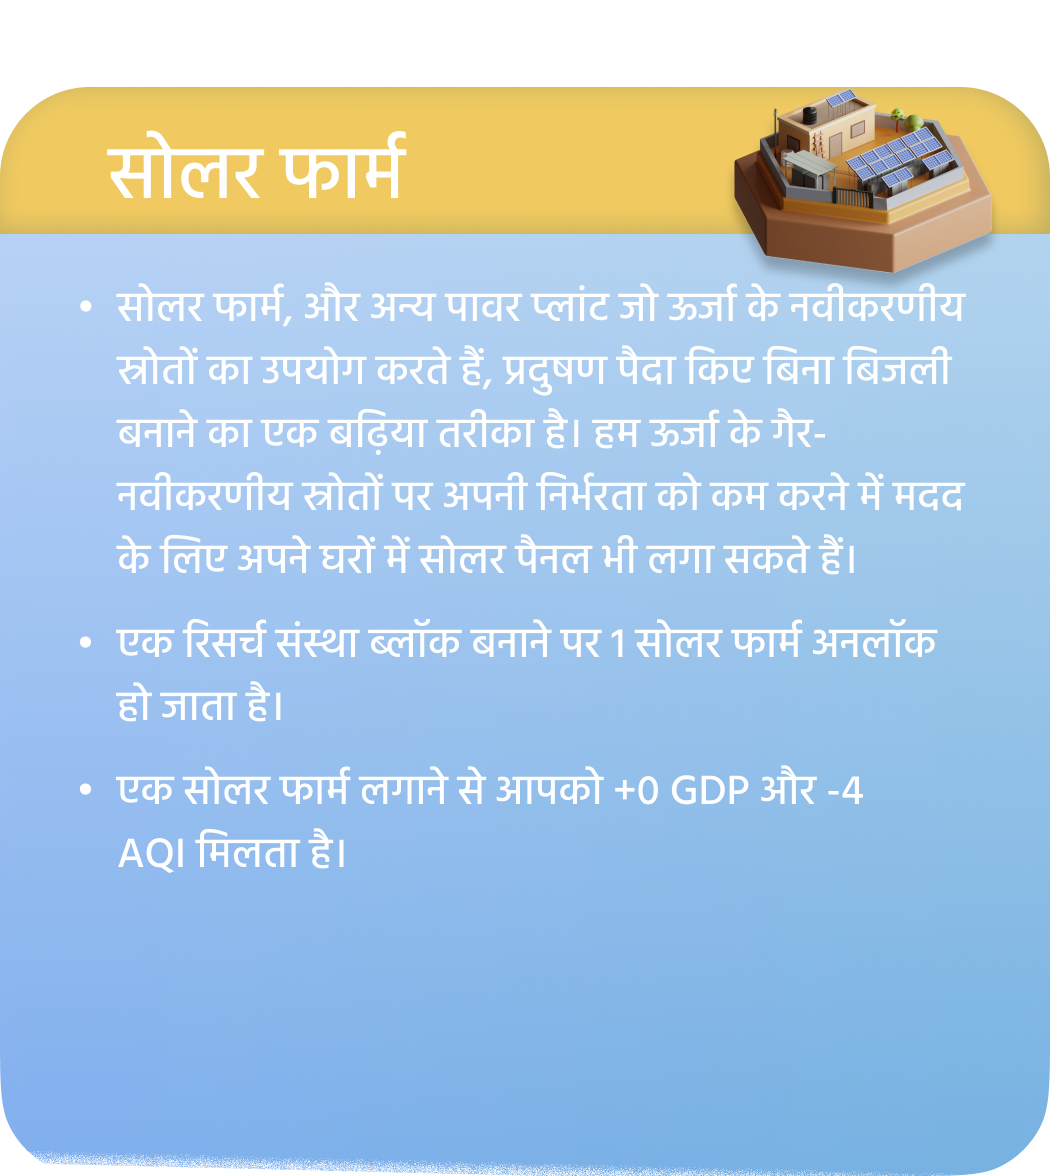 सोलर फार्म
• सोलर फार्म, और अन्य पावर प्लांट जो ऊर्जा के नवीकरणीय
स्रोतों का उपयोग करते हैं, प्रदुषण पैदा किए बिना बिजली
बनाने का एक बढ़िया तरीका है। हम ऊर्जा के गैर-
नवीकरणीय स्रोतों पर अपनी निर्भरता को कम करने में मदद
के लिए अपने घरों में सोलर पैनल भी लगा सकते हैं।
• एक रिसर्च संस्था ब्लॉक बनाने पर 1 सोलर फार्म अनलॉक
हो जाता है।
• एक सोलर फार्म लगाने से आपको +0 GDP और -4
AQI मिलता है।